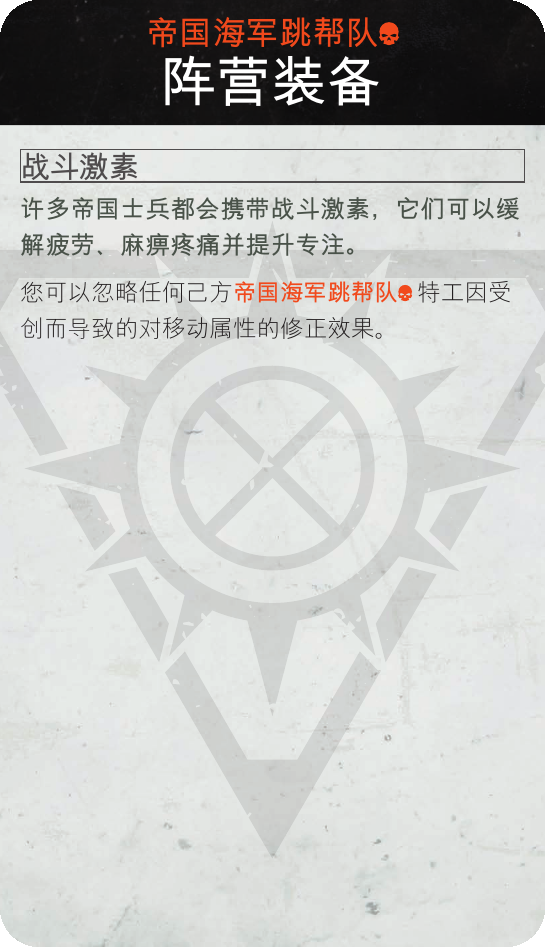 帝国海军跳帮队
阵营装备
战斗激素
许多帝国士兵都会携带战斗激素，它们可以缓
解疲劳、麻痹疼痛并提升专注。
您可以忽略任何己方帝国海军跳帮队 特工因受
创而导致的对移动属性的修正效果。